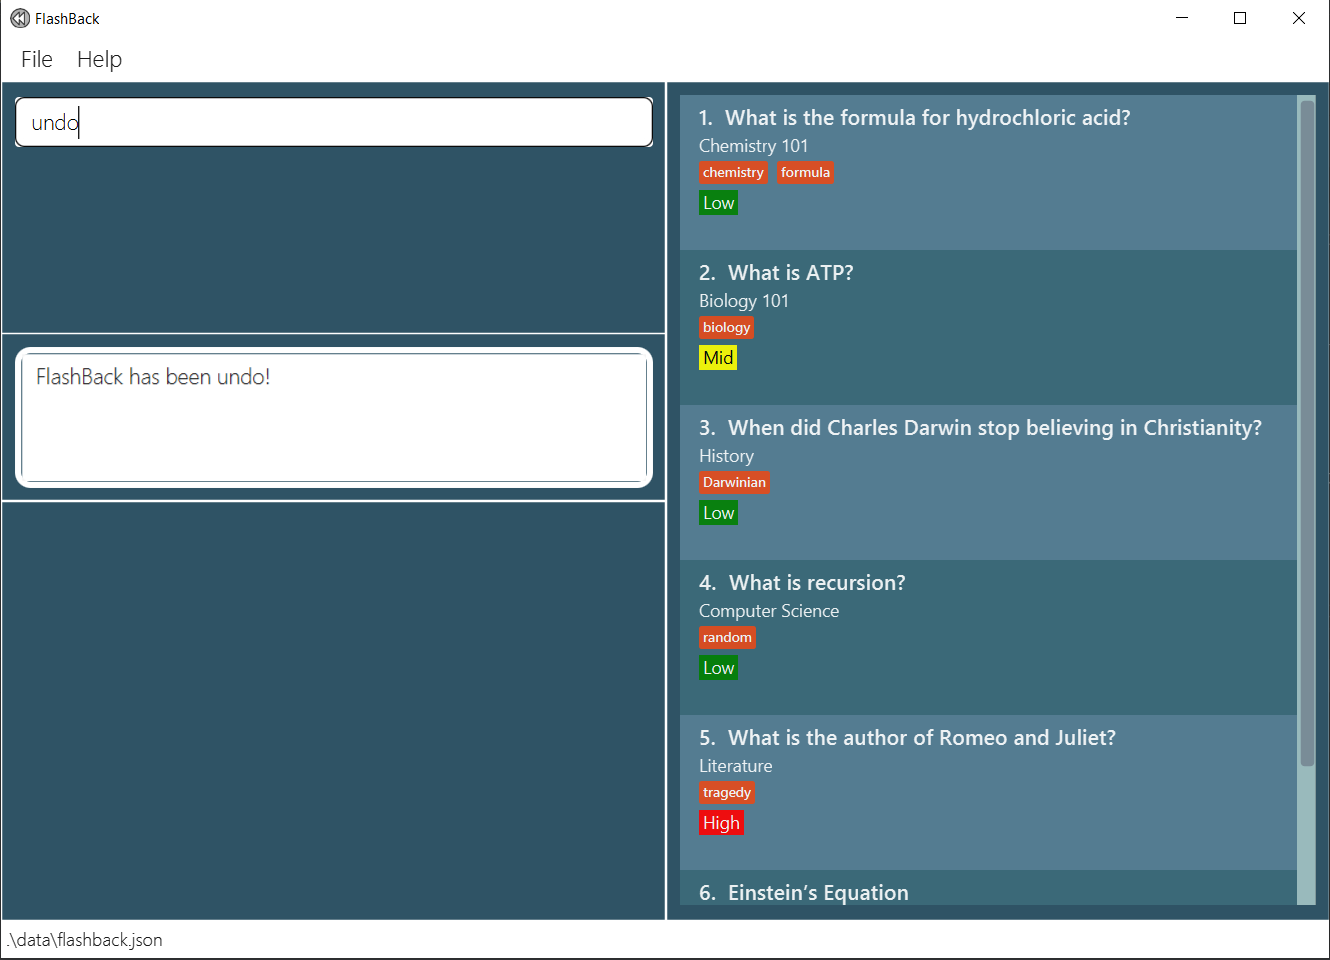 FlashBack
File Help
undo
FlashBack has been undo!
1. What is the formula for hydrochloric acid?
Chemistry 101
chemistry formula
Low
2. What is ATP?
Biology 101
biology
Mid
3. When did Charles Darwin stop believing in Christianity?
History
Darwinian
Low
4. What is recursion?
Computer Science
random
Low
5. What is the author of Romeo and Juliet?
Literature
tragedy
High
6. Einstein’s Equation
.\data\flashback.json